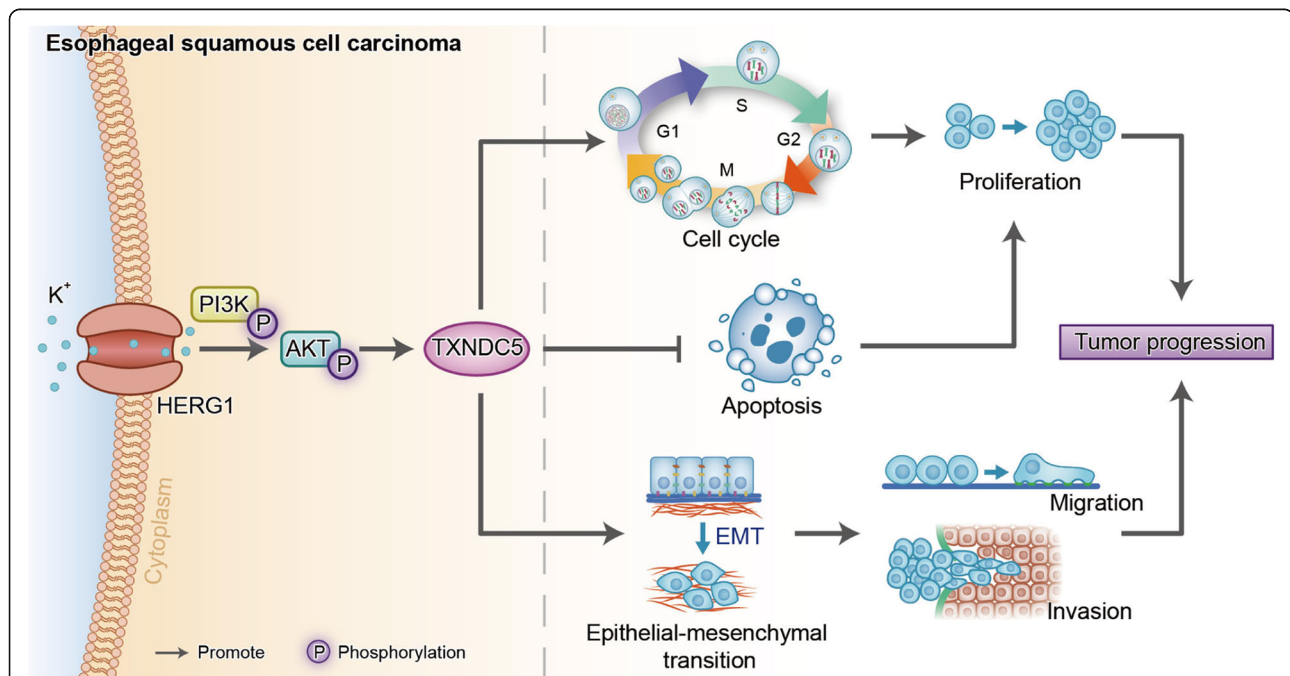 Esophageal squamous cell carcinoma
K+
HERG1
Cytoplasm
PI3K
P
AKT
P
TXNDC5
G1
S
G2
M
Cell cycle
Proliferation
Apoptosis
Tumor progression
EMT
Epithelial-mesenchymal
transition
Migration
Invasion
Promote
P Phosphorylation